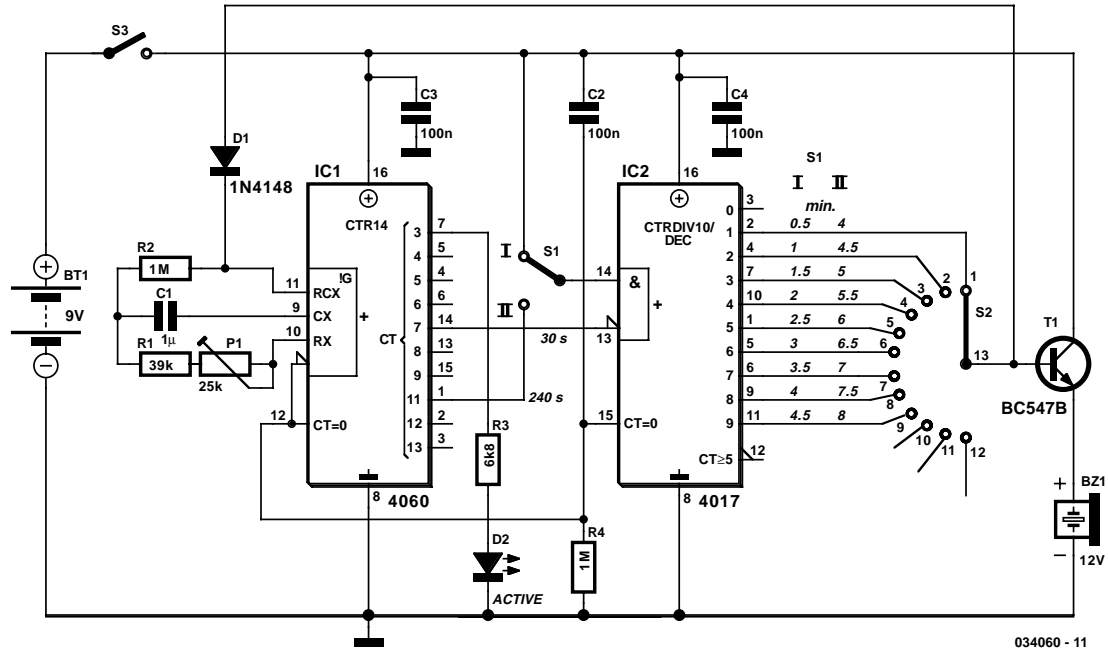 S3
C3
100n
C2
100n
C4
100n
D1
1N4148
IC1
16
CTR14
IC2
16
CTRDIV10/
DEC
S1
I II
min.
R2
1M
C1
1µ
R1
39k
P1
25k
BT1
9V
11
RCX
9
CX
10
RX
!G
+
12
CT=0
CT
3 7
4 5
5 4
6 6
7 14
8 13
9 15
11 1
12 2
13 3
8
4060
I
S1
II
30 s
240 s
14
&
+
13
15
CT=0
0 3
1 2 0.5 4
2 4 1 4.5
3 7 1.5 5
4 10 2 5.5
5 1 2.5 6
6 5 3 6.5
7 6 3.5 7
8 9 4 7.5
9 11 4.5 8
CT≥5 12
8
4017
1
2
3
4
5
6
7
8
9
10
11
12
S2
13
T1
BC547B
+
BZ1
−
12V
R3
6k8
D2
ACTIVE
R4
1M
034060 - 11